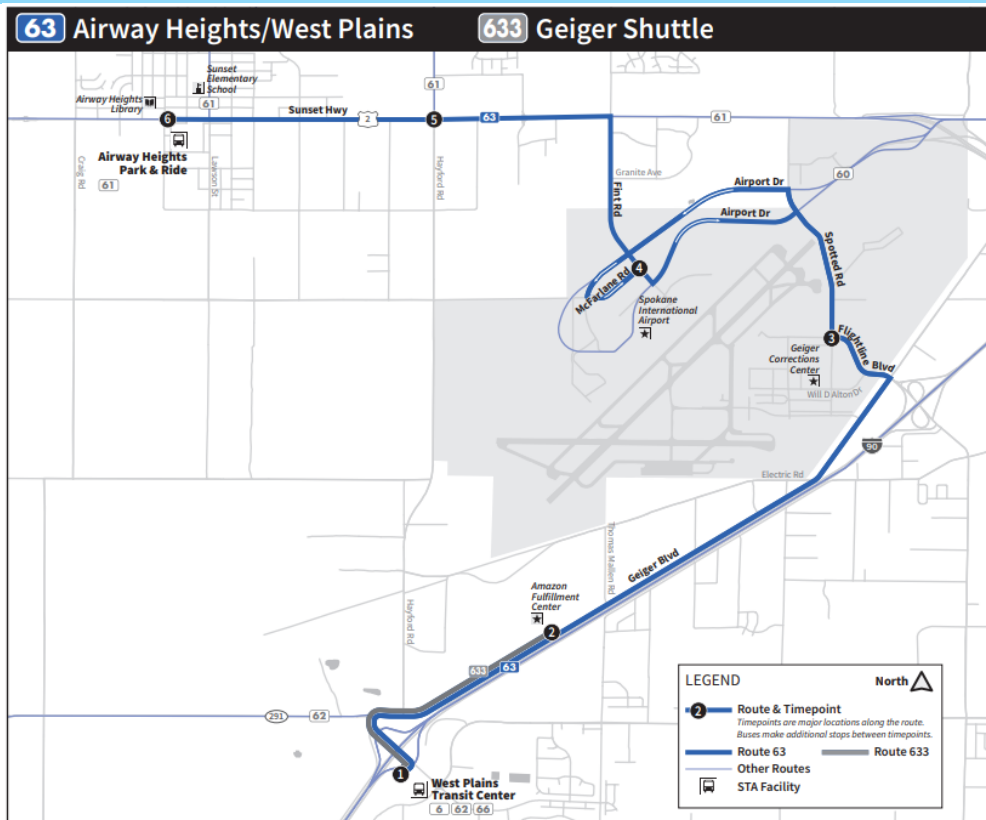 63 Airway Heights/West Plains
633 Geiger Shuttle
Sunset
Elementary
School
61
61
Airway Heights
Library
6
Sunset Hwy
2
5
63
61
Airway Heights
Park & Ride
Craig Rd
61
Lawson St
Hayford Rd
Granite Ave
Fint Rd
Airport Dr
60
Airport Dr
Spotted Rd
4
McFarlane Rd
Spokane
International
Airport
3
Flightline Blvd
Geiger
Corrections
Center
Will D Alton Dr
90
Electric Rd
Thomas Mallen Rd
Geiger Blvd
Amazon
Fulfillment
Center
2
Hayford Rd
633
63
291
62
1
West Plains
Transit Center
6 62 66
LEGEND
North
2
Route & Timepoint
Timepoints are major locations along the route.
Buses make additional stops between timepoints.
Route 63
Route 633
Other Routes
STA Facility